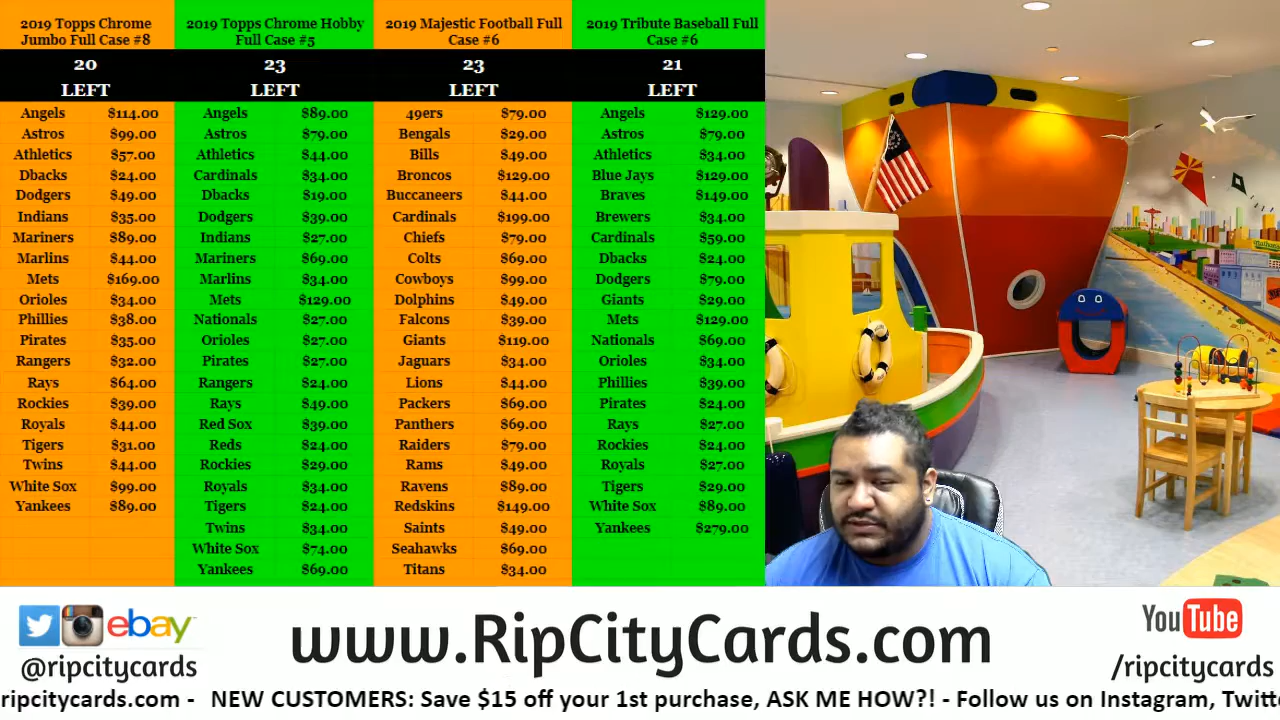 2019 Topps Chrome Jumbo Full Case #8
20 LEFT
Angels $114.00
Astros $99.00
Athletics $57.00
Dbacks $24.00
Dodgers $49.00
Indians $35.00
Mariners $89.00
Marlins $44.00
Mets $169.00
Orioles $34.00
Phillies $38.00
Pirates $35.00
Rangers $32.00
Rays $64.00
Rockies $39.00
Royals $44.00
Tigers $31.00
Twins $44.00
White Sox $99.00
Yankees $89.00
2019 Topps Chrome Hobby Full Case #5
23 LEFT
Angels $89.00
Astros $79.00
Athletics $44.00
Cardinals $34.00
Dbacks $19.00
Dodgers $39.00
Indians $27.00
Mariners $69.00
Marlins $34.00
Mets $129.00
Nationals $27.00
Orioles $27.00
Pirates $27.00
Rangers $24.00
Rays $49.00
Red Sox $39.00
Reds $24.00
Rockies $29.00
Royals $34.00
Tigers $24.00
Twins $34.00
White Sox $74.00
Yankees $69.00
2019 Majestic Football Full Case #6
23 LEFT
49ers $79.00
Bengals $29.00
Bills $49.00
Broncos $129.00
Buccaneers $44.00
Cardinals $199.00
Chiefs $79.00
Colts $69.00
Cowboys $99.00
Dolphins $49.00
Falcons $39.00
Giants $119.00
Jaguars $34.00
Lions $44.00
Packers $69.00
Panthers $69.00
Raiders $79.00
Rams $49.00
Ravens $89.00
Redskins $149.00
Saints $49.00
Seahawks $69.00
Titans $34.00
2019 Tribute Baseball Full Case #6
21 LEFT
Angels $129.00
Astros $79.00
Athletics $34.00
Blue Jays $129.00
Braves $149.00
Brewers $34.00
Cardinals $59.00
Dbacks $24.00
Dodgers $79.00
Giants $29.00
Mets $129.00
Nationals $69.00
Orioles $34.00
Phillies $39.00
Pirates $24.00
Rays $27.00
Rockies $24.00
Royals $27.00
Tigers $29.00
White Sox $89.00
Yankees $279.00
ebay
@ripcitycards
www.RipCityCards.com
YouTube
/ripcitycards
ripcitycards.com - NEW CUSTOMERS: Save $15 off your 1st purchase, ASK ME HOW?! - Follow us on Instagram, Twitte